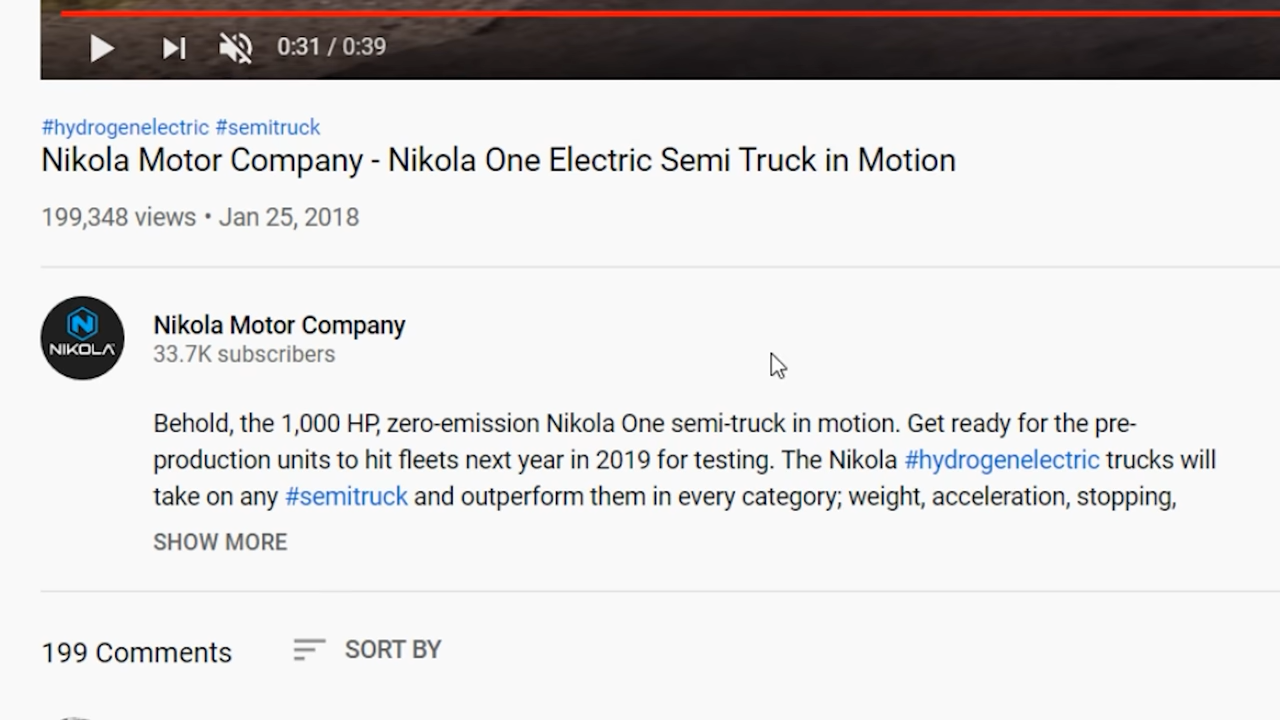 0:31 / 0:39
#hydrogenelectric #semitruck
Nikola Motor Company - Nikola One Electric Semi Truck in Motion
199,348 views • Jan 25, 2018
NIKOLA
Nikola Motor Company
33.7K subscribers
Behold, the 1,000 HP, zero-emission Nikola One semi-truck in motion. Get ready for the pre-
production units to hit fleets next year in 2019 for testing. The Nikola #hydrogenelectric trucks will
take on any #semitruck and outperform them in every category; weight, acceleration, stopping,
SHOW MORE
199 Comments
SORT BY